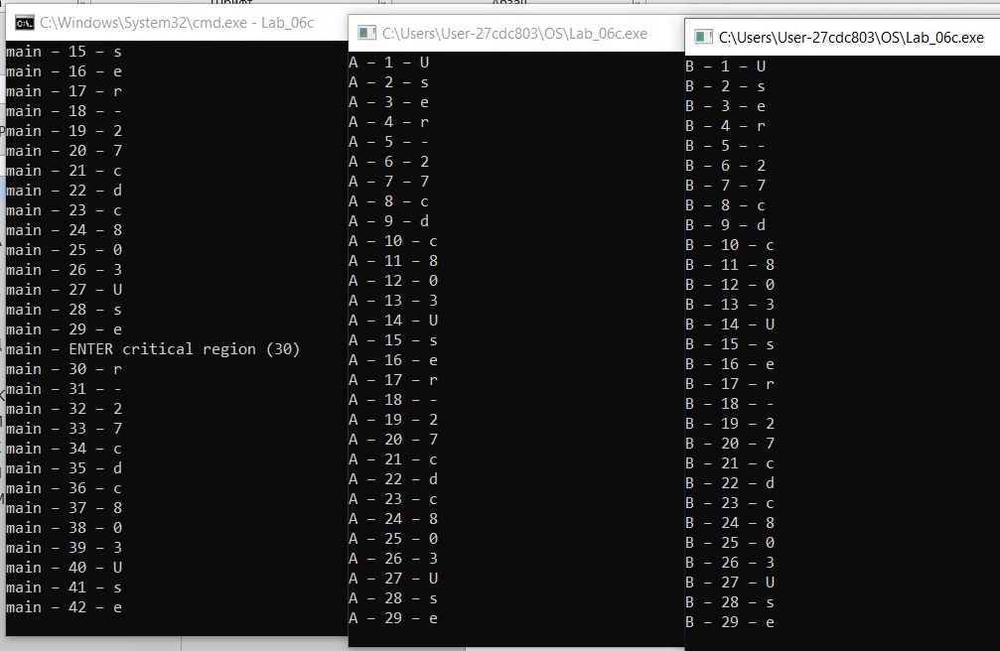 C:\Windows\System32\cmd.exe - Lab_06c
main - 15 - s
main - 16 - e
main - 17 - r
main - 18 - -
main - 19 - 2
main - 20 - 7
main - 21 - c
main - 22 - d
main - 23 - c
main - 24 - 8
main - 25 - 0
main - 26 - 3
main - 27 - U
main - 28 - s
main - 29 - e
main - ENTER critical region (30)
main - 30 - r
main - 31 - -
main - 32 - 2
main - 33 - 7
main - 34 - c
main - 35 - d
main - 36 - c
main - 37 - 8
main - 38 - 0
main - 39 - 3
main - 40 - U
main - 41 - s
main - 42 - e
C:\Users\User-27cdc803\OS\Lab_06c.exe
A - 1 - U
A - 2 - s
A - 3 - e
A - 4 - r
A - 5 - -
A - 6 - 2
A - 7 - 7
A - 8 - c
A - 9 - d
A - 10 - c
A - 11 - 8
A - 12 - 0
A - 13 - 3
A - 14 - U
A - 15 - s
A - 16 - e
A - 17 - r
A - 18 - -
A - 19 - 2
A - 20 - 7
A - 21 - c
A - 22 - d
A - 23 - c
A - 24 - 8
A - 25 - 0
A - 26 - 3
A - 27 - U
A - 28 - s
A - 29 - e
C:\Users\User-27cdc803\OS\Lab_06c.exe
B - 1 - U
B - 2 - s
B - 3 - e
B - 4 - r
B - 5 - -
B - 6 - 2
B - 7 - 7
B - 8 - c
B - 9 - d
B - 10 - c
B - 11 - 8
B - 12 - 0
B - 13 - 3
B - 14 - U
B - 15 - s
B - 16 - e
B - 17 - r
B - 18 - -
B - 19 - 2
B - 20 - 7
B - 21 - c
B - 22 - d
B - 23 - c
B - 24 - 8
B - 25 - 0
B - 26 - 3
B - 27 - U
B - 28 - s
B - 29 - e